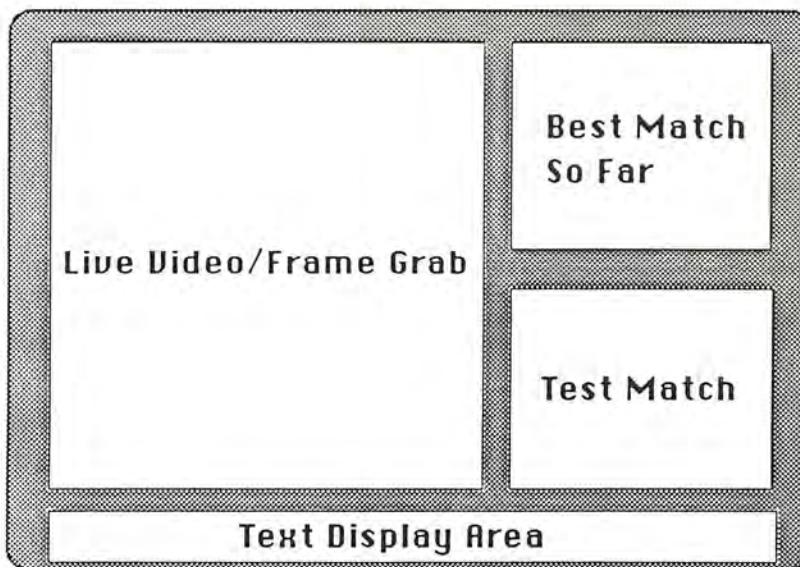 Live Video/Frame Grab
Best Match
So Far
Test Match
Text Display Area